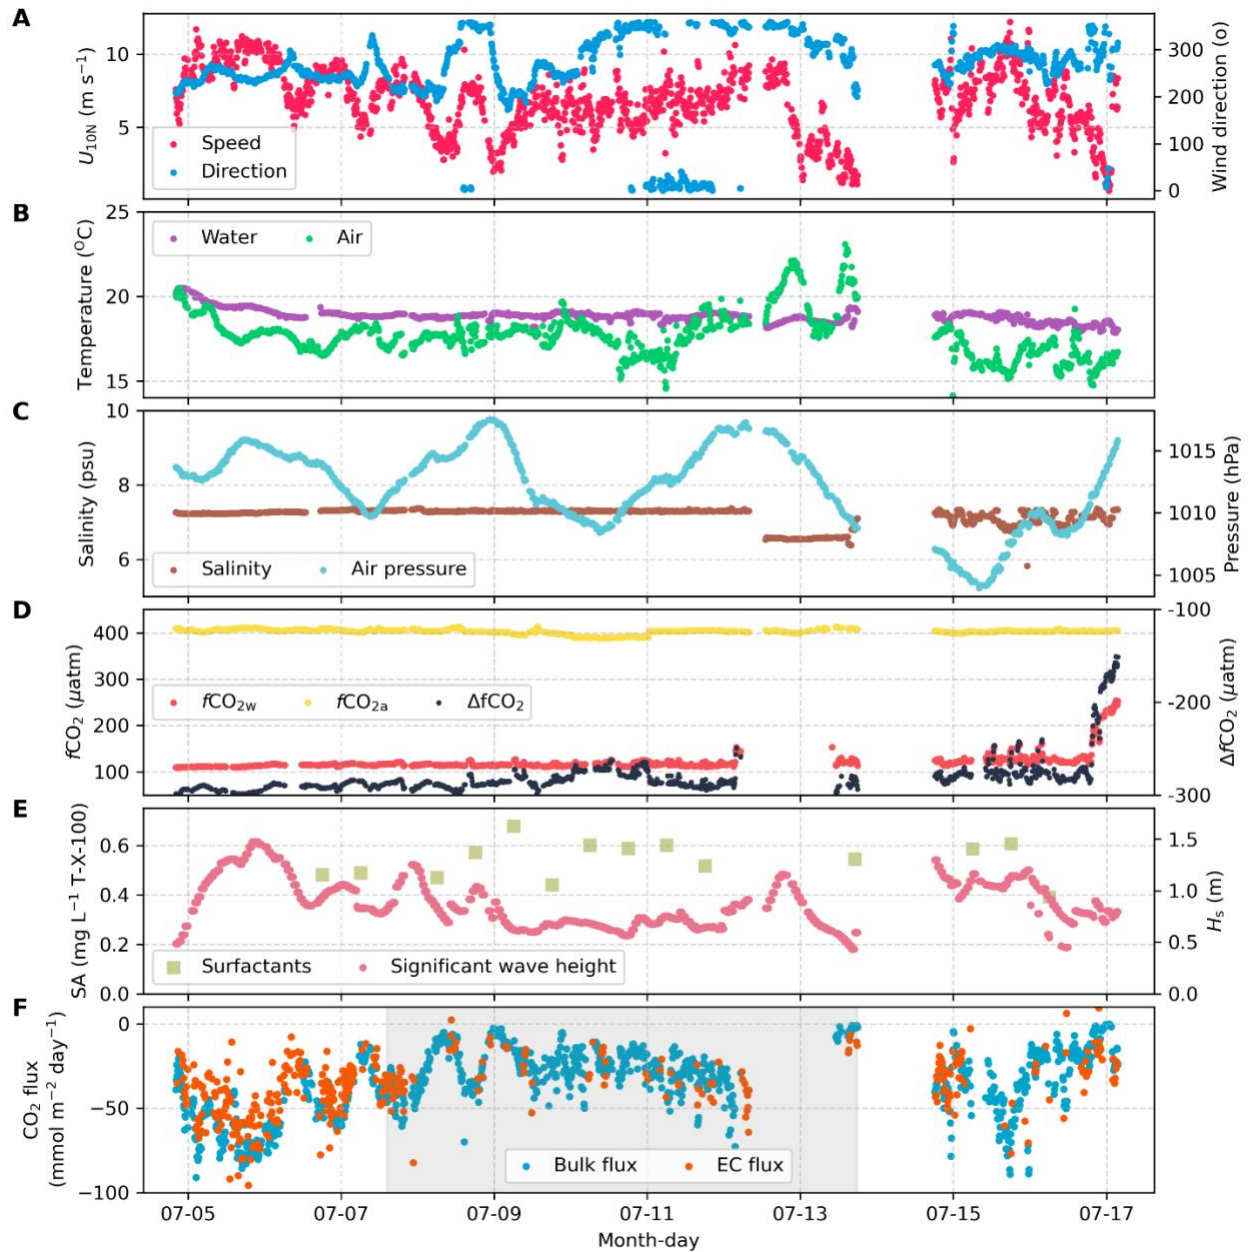 A
U10N (m s−1)
10
5
Speed
Direction
300
200
100
0
Wind direction (o)
B
Temperature (OC)
25
20
15
Water
Air
C
Salinity (psu)
10
8
6
Salinity
Air pressure
1015
1010
1005
Pressure (hPa)
D
fCO2 (μatm)
400
300
200
100
fCO2w
fCO2a
ΔfCO2
-100
-200
-300
ΔfCO2 (μatm)
E
SA (mg L−1 T-X-100)
0.6
0.4
0.2
0.0
Surfactants
Significant wave height
1.5
1.0
0.5
0.0
Hs (m)
F
CO2 flux
(mmol m−2 day−1)
0
−50
−100
Bulk flux
EC flux
07-05
07-07
07-09
07-11
07-13
07-15
07-17
Month-day